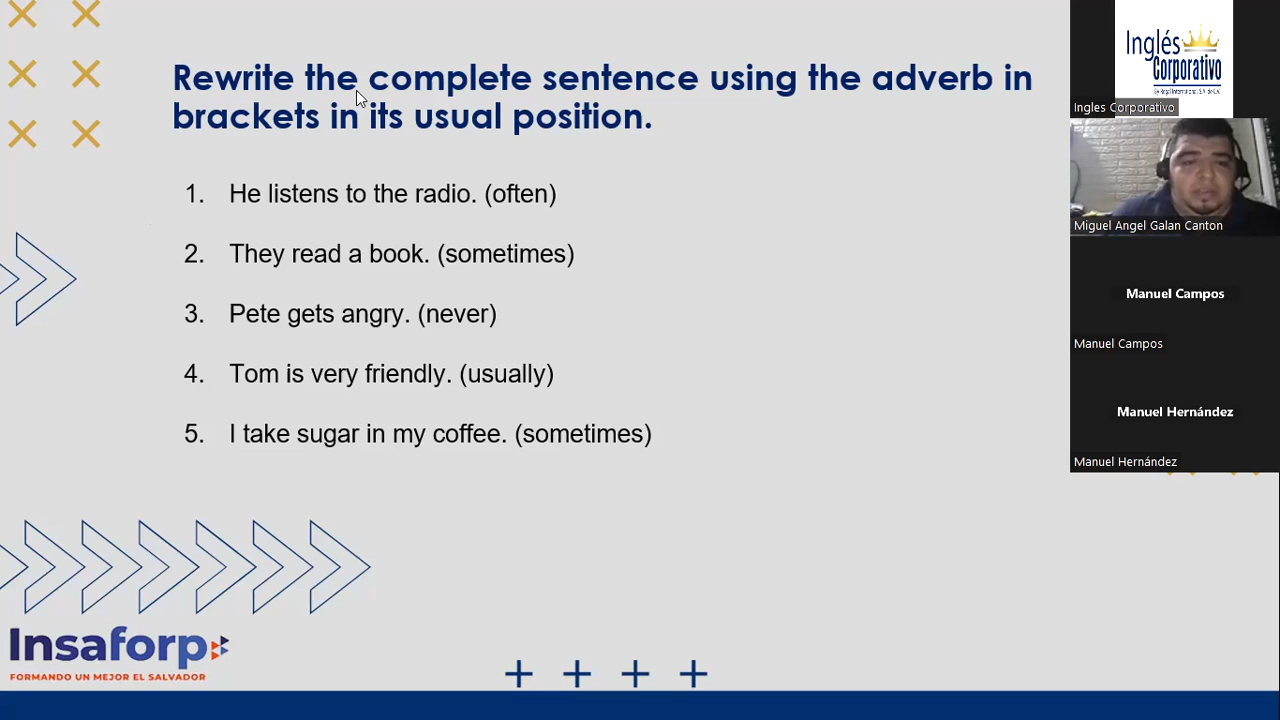 Rewrite the complete sentence using the adverb in
brackets in its usual position.
1. He listens to the radio. (often)
2. They read a book. (sometimes)
3. Pete gets angry. (never)
4. Tom is very friendly. (usually)
5. I take sugar in my coffee. (sometimes)
Insaforp
FORMANDO UN MEJOR EL SALVADOR
Inglés
Corporativo
Ingles Corporativo
Miguel Angel Galan Canton
Manuel Campos
Manuel Campos
Manuel Hernández
Manuel Hernández